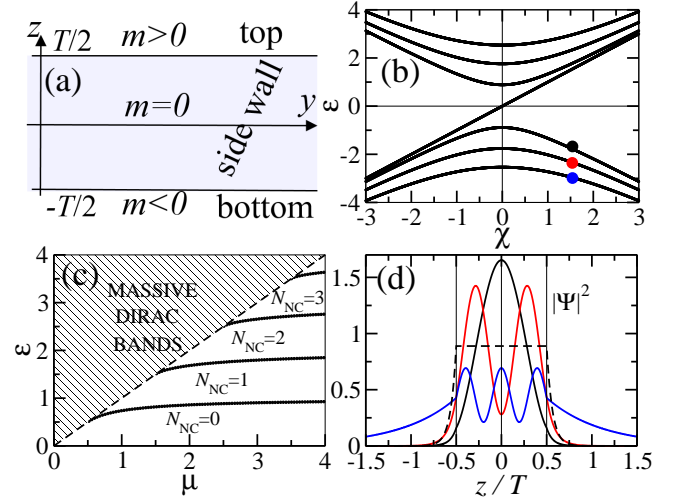 z
T/2
m>0
top
(a)
m=0
y
side wall
-T/2
m<0
bottom
(b)
4
2
0
-2
-4
ε
-3
-2
-1
0
1
2
3
χ
(c)
MASSIVE
DIRAC
BANDS
N_NC=3
N_NC=2
N_NC=1
N_NC=0
4
3
2
1
0
ε
0
1
2
3
4
μ
(d)
|Ψ|²
1.5
1
0.5
0
-1.5
-1
-0.5
0
0.5
1
1.5
z/T